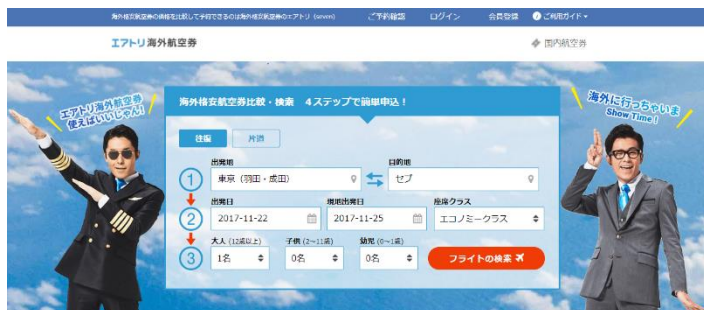 海外格安航空券の価格を比較して予約できるのは海外格安航空券のエアトリ (seven)
ご予約確認
ログイン
会員登録
ご利用ガイド
エアトリ 海外航空券
国内航空券
エアトリ海外航空券
使えばいいじゃん!
海外格安航空券比較・検索 4ステップで簡単申込!
海外に行っちゃいま
Show Time!
往復
片道
出発地
目的地
1
東京 (羽田・成田)
セブ
出発日
現地出発日
座席クラス
2
2017-11-22
2017-11-25
エコノミークラス
大人 (12歳以上)
子供 (2~11歳)
幼児 (0~1歳)
3
1名
0名
0名
フライトの検索